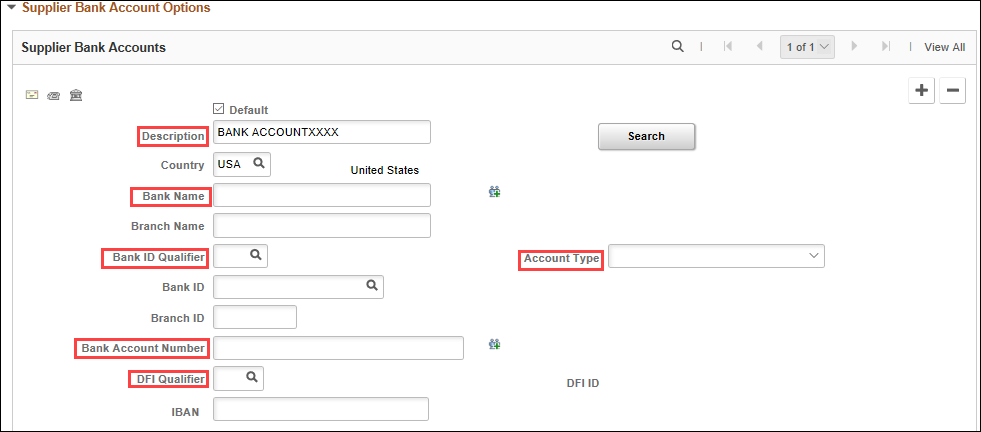 Supplier Bank Account Options
Supplier Bank Accounts
1 of 1
View All
Default
Description BANK ACCOUNTXXXX
Search
Country USA
United States
Bank Name
Branch Name
Bank ID Qualifier
Account Type
Bank ID
Branch ID
Bank Account Number
DFI Qualifier
DFI ID
IBAN